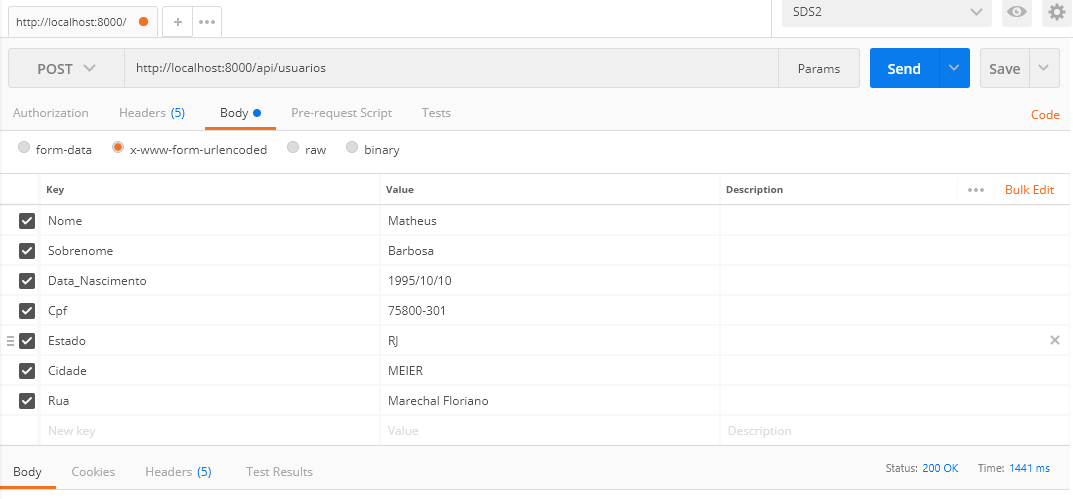 http://localhost:8000/ + SDS2
POST http://localhost:8000/api/usuarios Params Send Save
Authorization Headers (5) Body Pre-request Script Tests Code
form-data x-www-form-urlencoded raw binary
Key Value Description Bulk Edit
Nome Matheus
Sobrenome Barbosa
Data_Nascimento 1995/10/10
Cpf 75800-301
Estado RJ
Cidade MEIER
Rua Marechal Floriano
New key Value Description
Body Cookies Headers (5) Test Results Status: 200 OK Time: 1441 ms